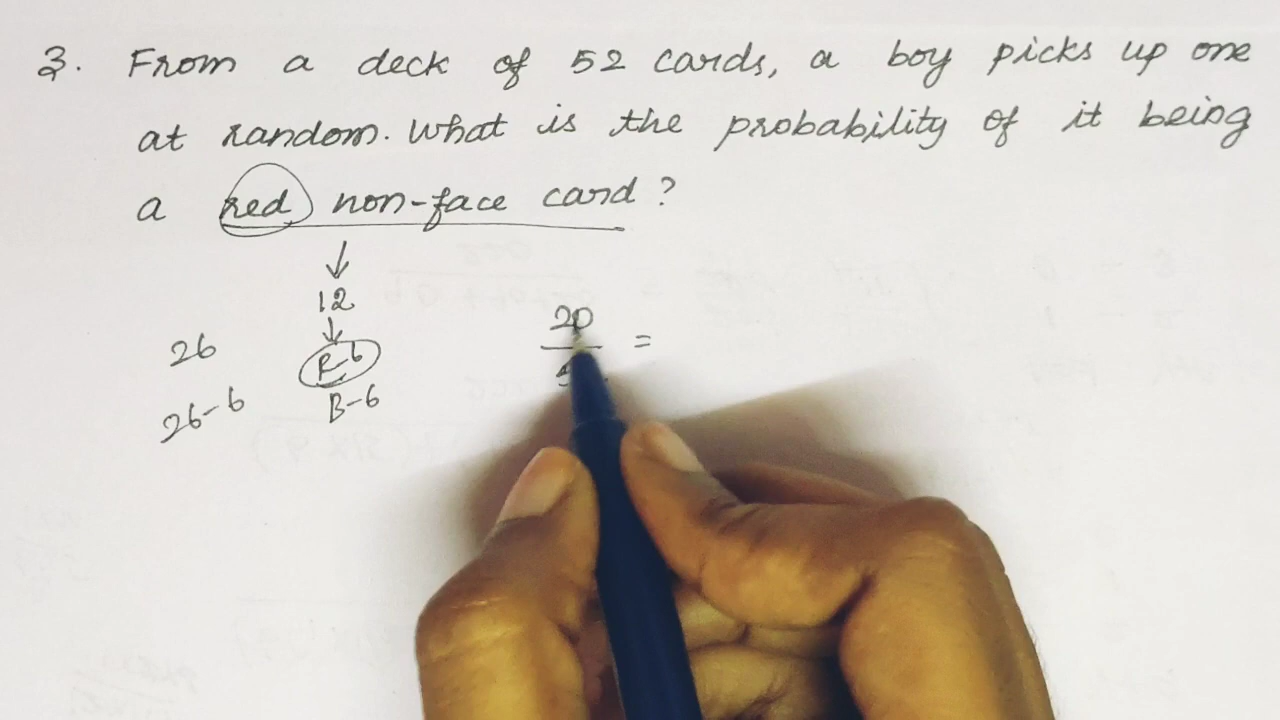 3. From a deck of 52 cards, a boy picks up one
at random. What is the probability of it being
a red non-face card?
12
26 R-6
26-6 B-6
20
=